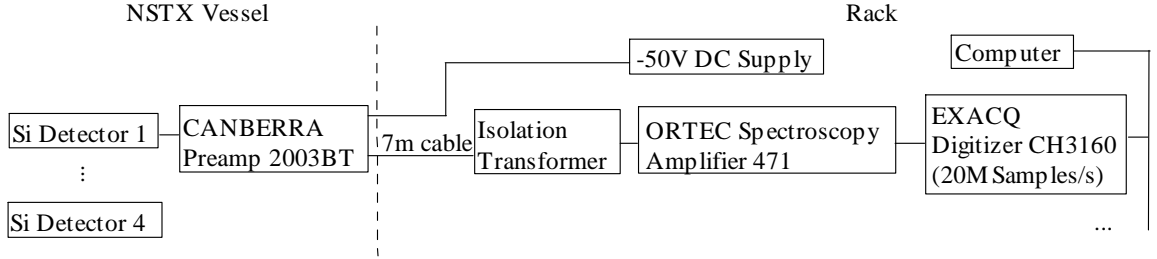 NSTX Vessel
Rack
-50V DC Supply
Computer
Si Detector 1
CANBERRA
Preamp 2003BT
7m cable
Isolation
Transformer
ORTEC Spectroscopy
Amplifier 471
EXACQ
Digitizer CH3160
(20M Samples/s)
⋮
Si Detector 4
...